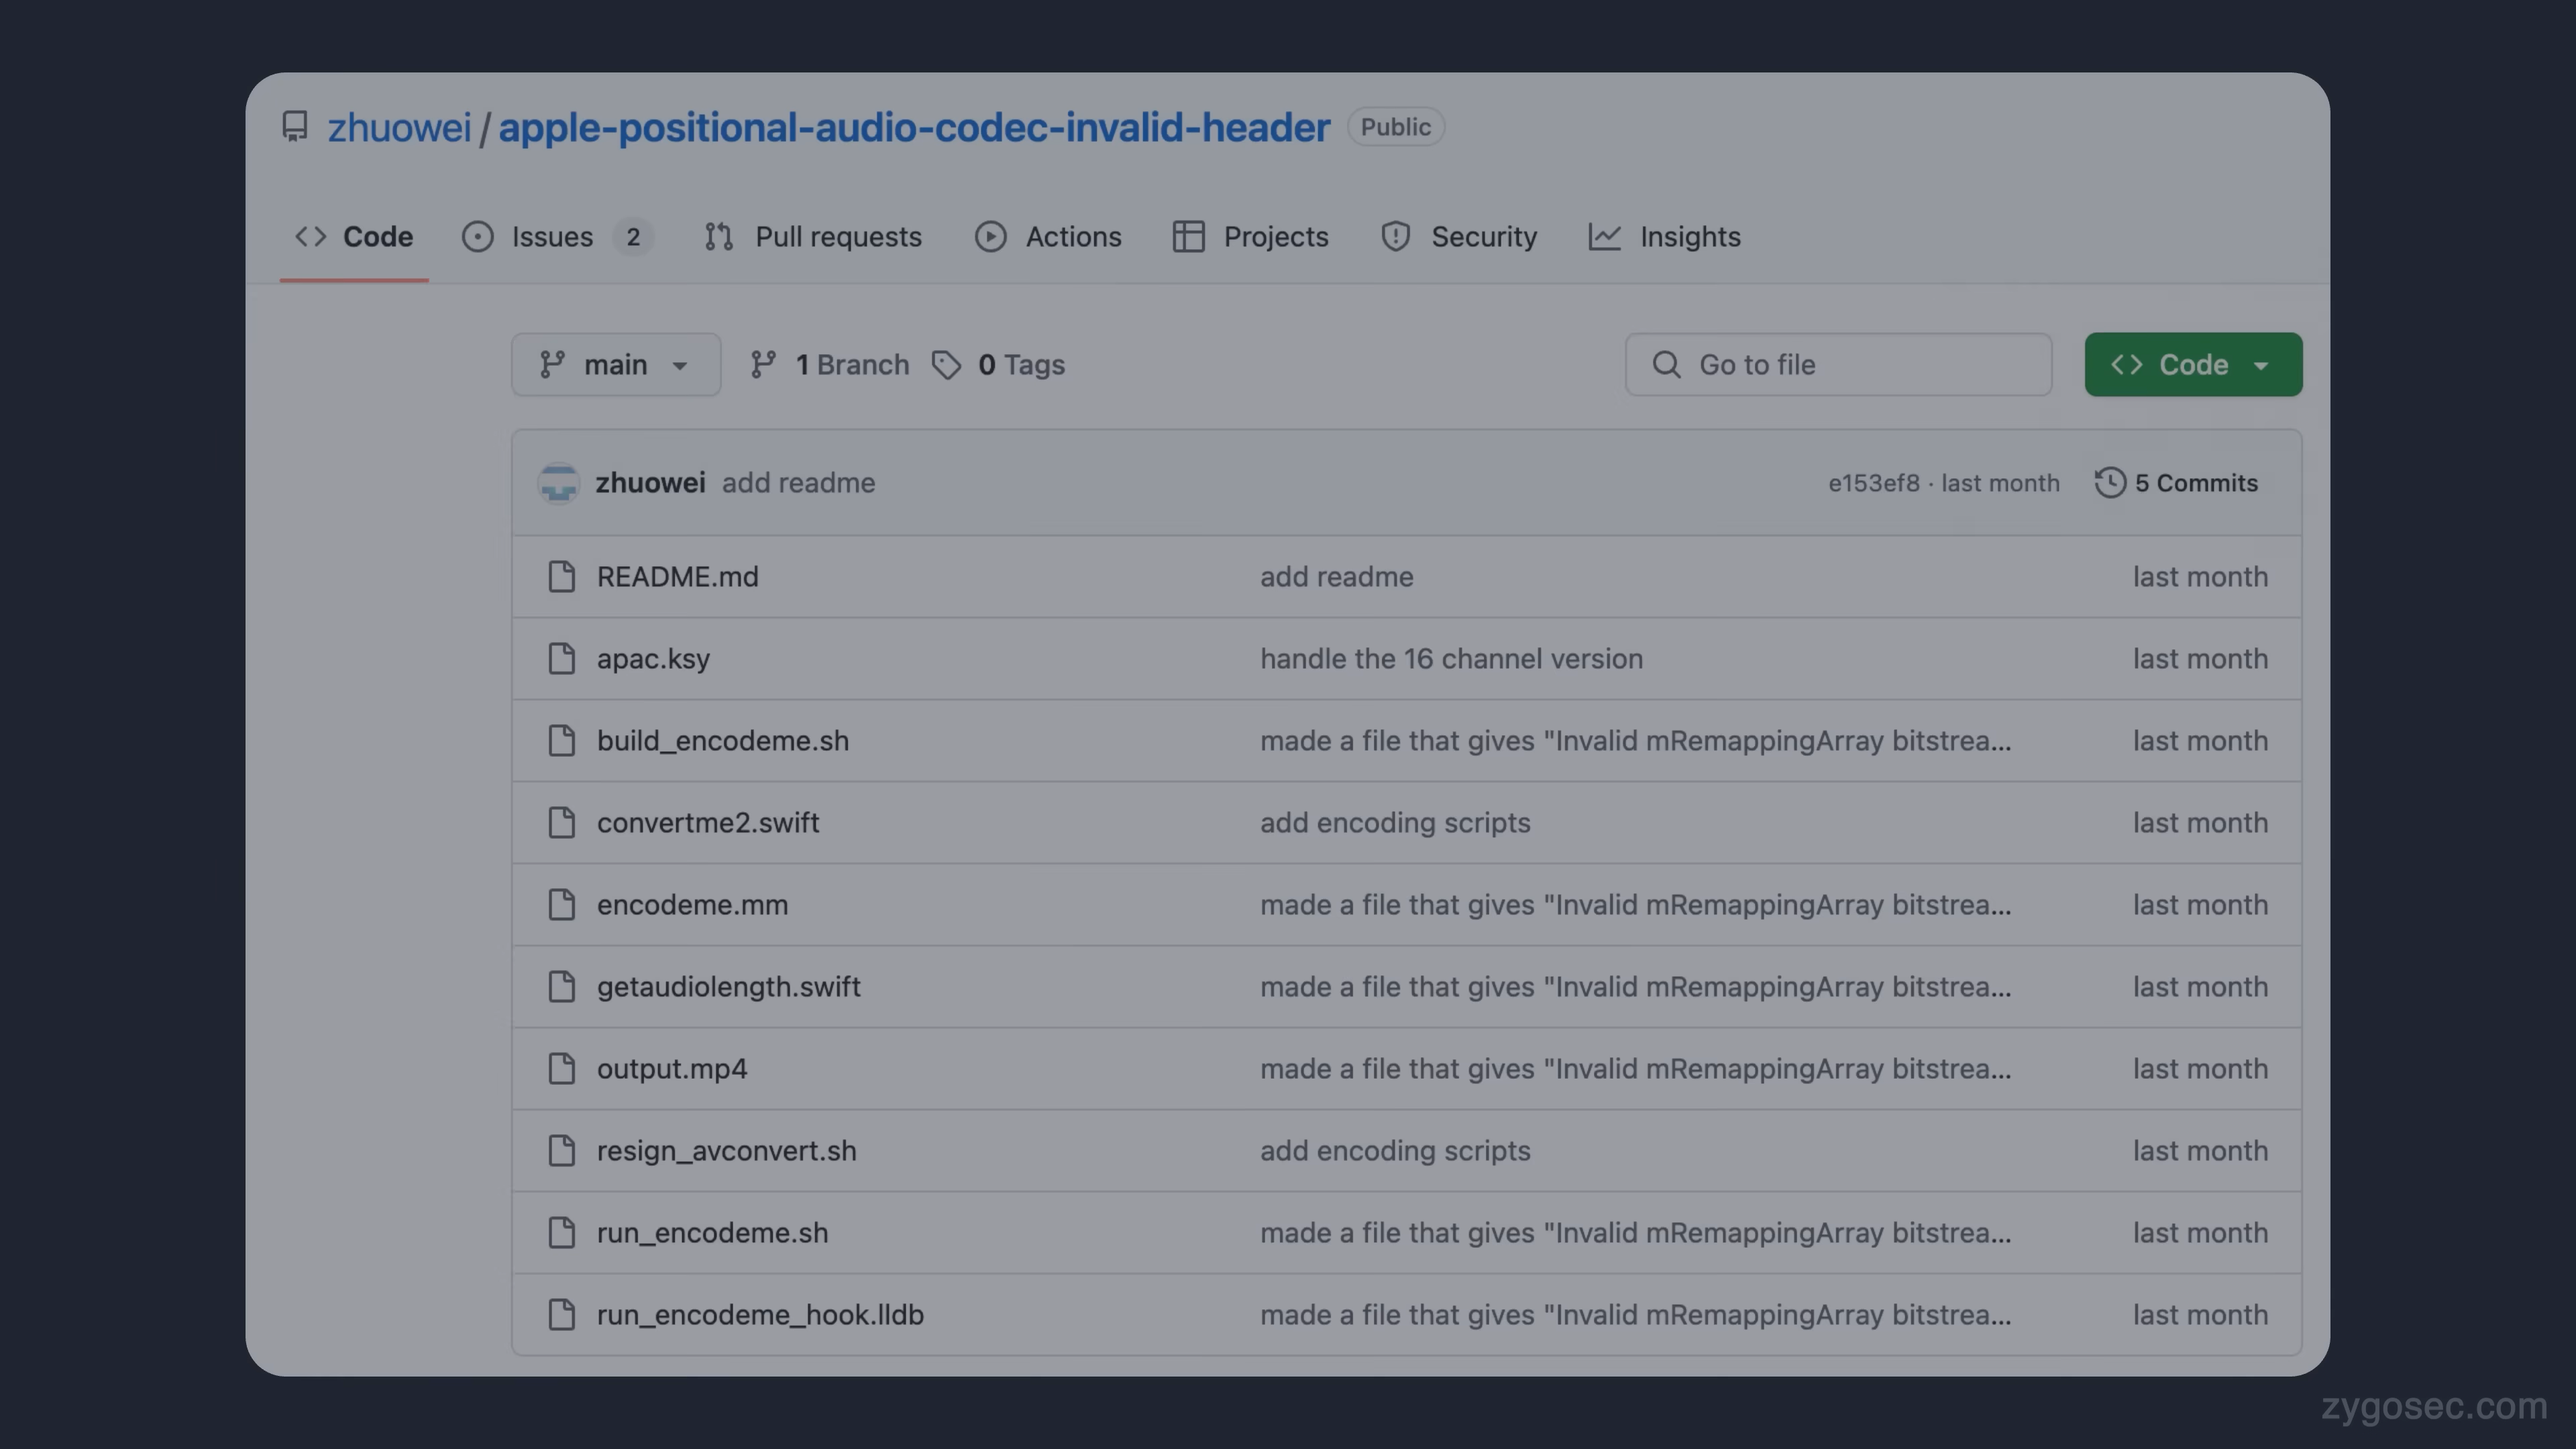 zhuowei / apple-positional-audio-codec-invalid-header Public
Code Issues 2 Pull requests Actions Projects Security Insights
main 1 Branch 0 Tags Go to file Code
zhuowei add readme e153ef8 · last month 5 Commits
README.md add readme last month
apac.ksy handle the 16 channel version last month
build_encodeme.sh made a file that gives "Invalid mRemappingArray bitstrea... last month
convertme2.swift add encoding scripts last month
encodeme.mm made a file that gives "Invalid mRemappingArray bitstrea... last month
getaudiolength.swift made a file that gives "Invalid mRemappingArray bitstrea... last month
output.mp4 made a file that gives "Invalid mRemappingArray bitstrea... last month
resign_avconvert.sh add encoding scripts last month
run_encodeme.sh made a file that gives "Invalid mRemappingArray bitstrea... last month
run_encodeme_hook.lldb made a file that gives "Invalid mRemappingArray bitstrea... last month
zygosec.com